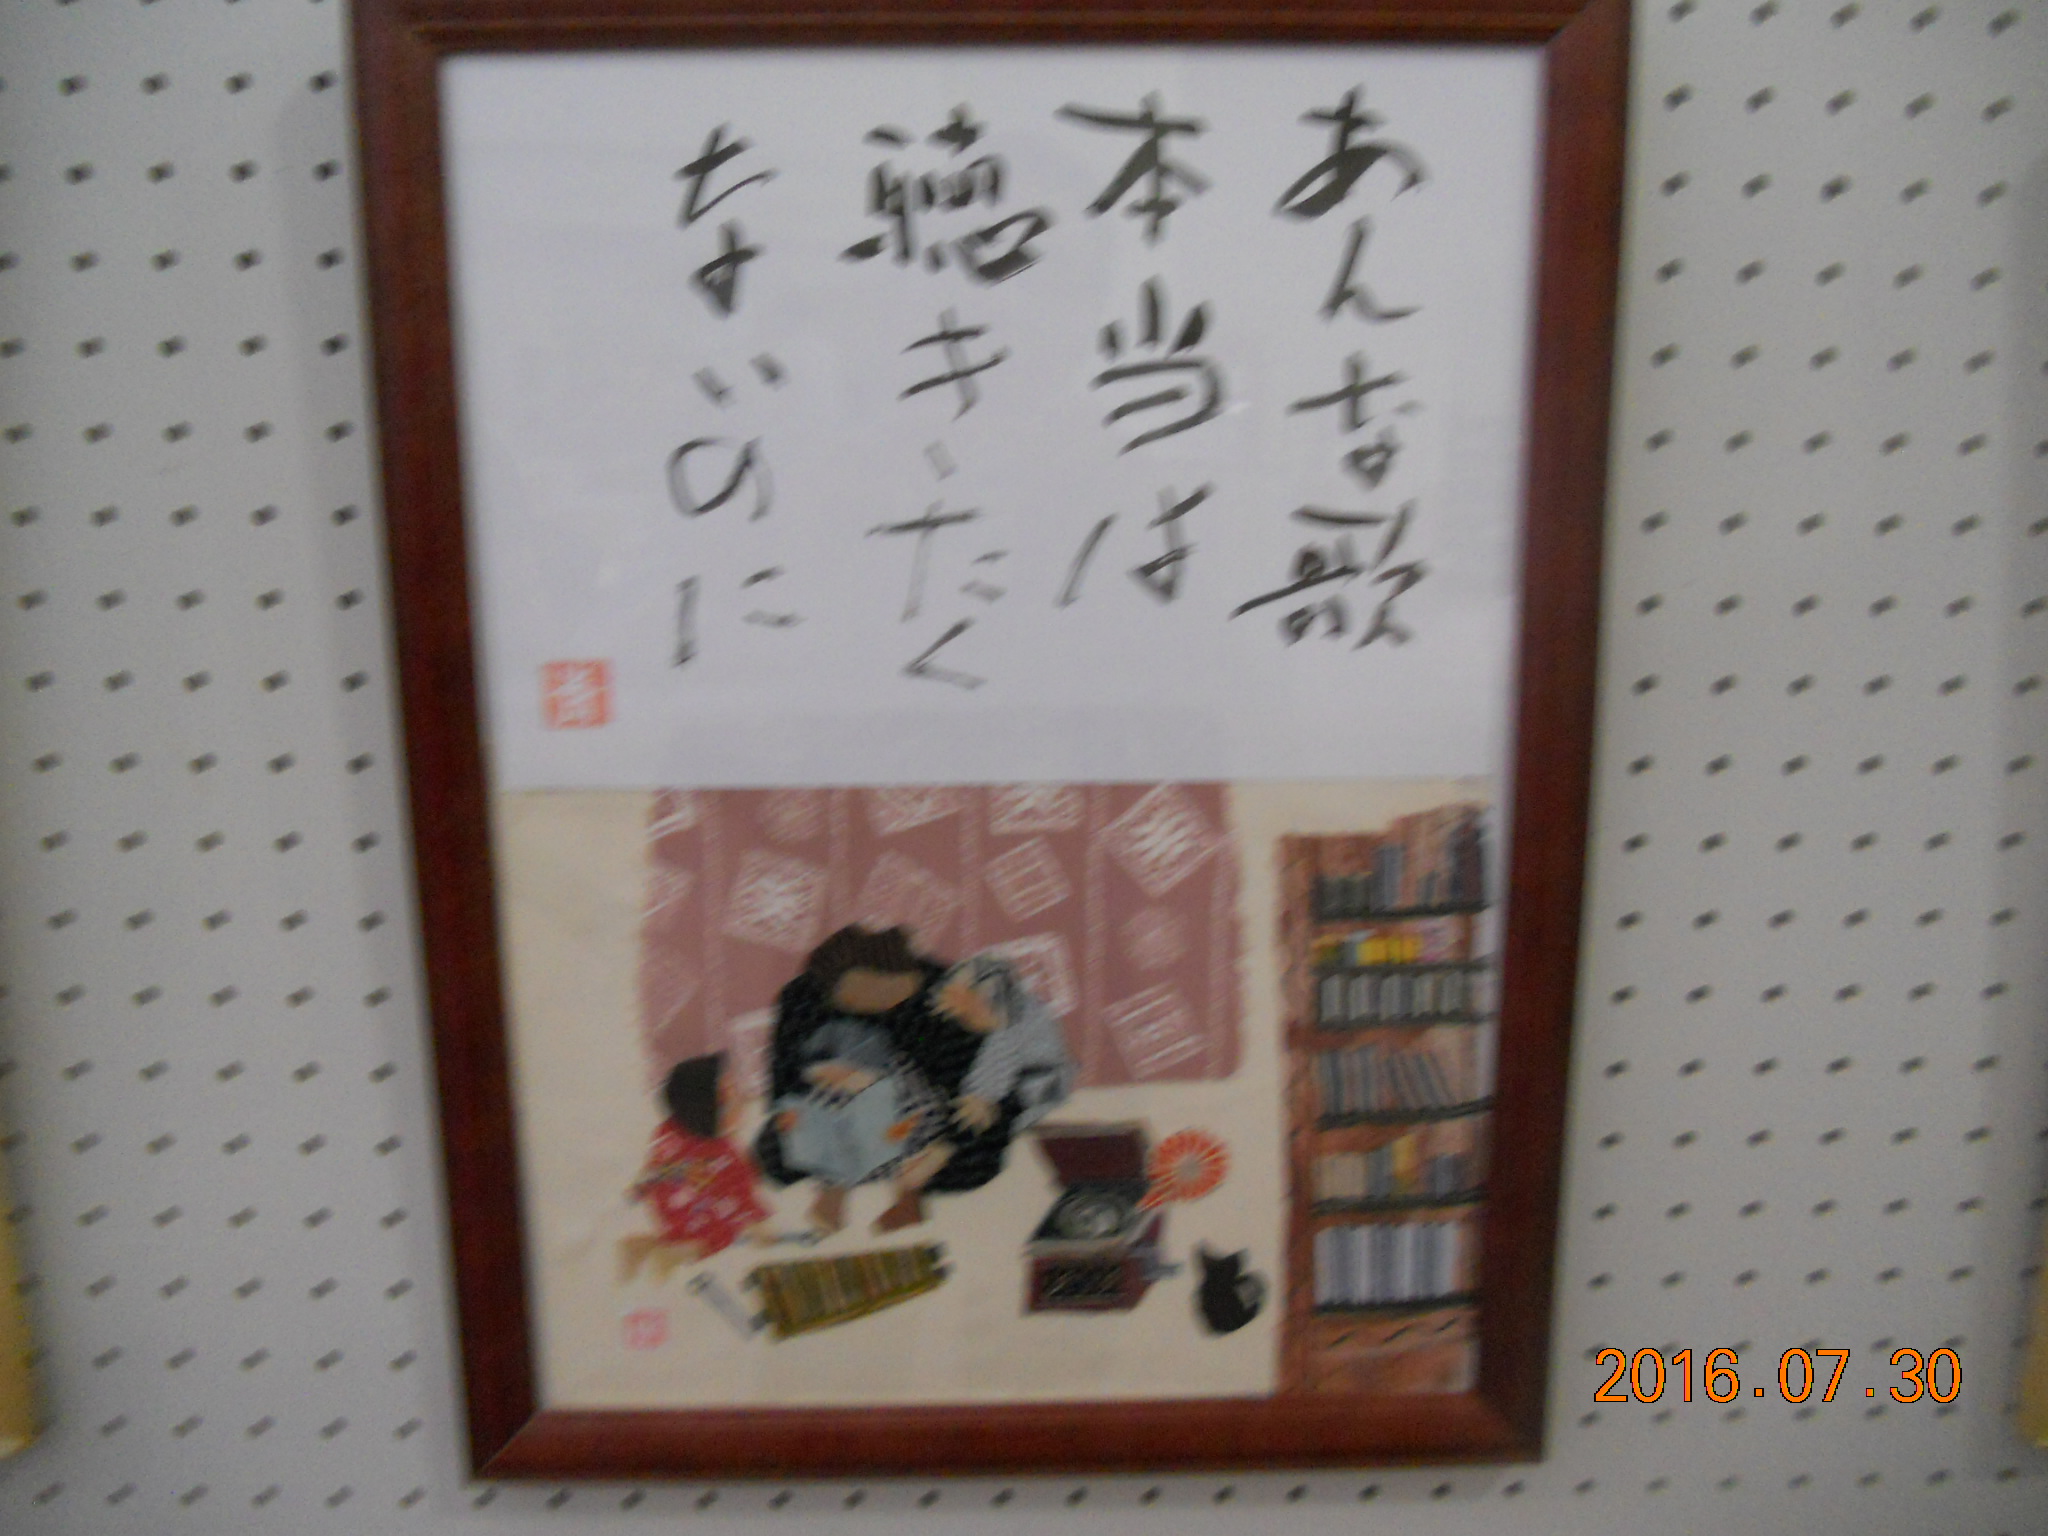 あんな歌
本当は
聴きたく
ないのに
2016.07.30